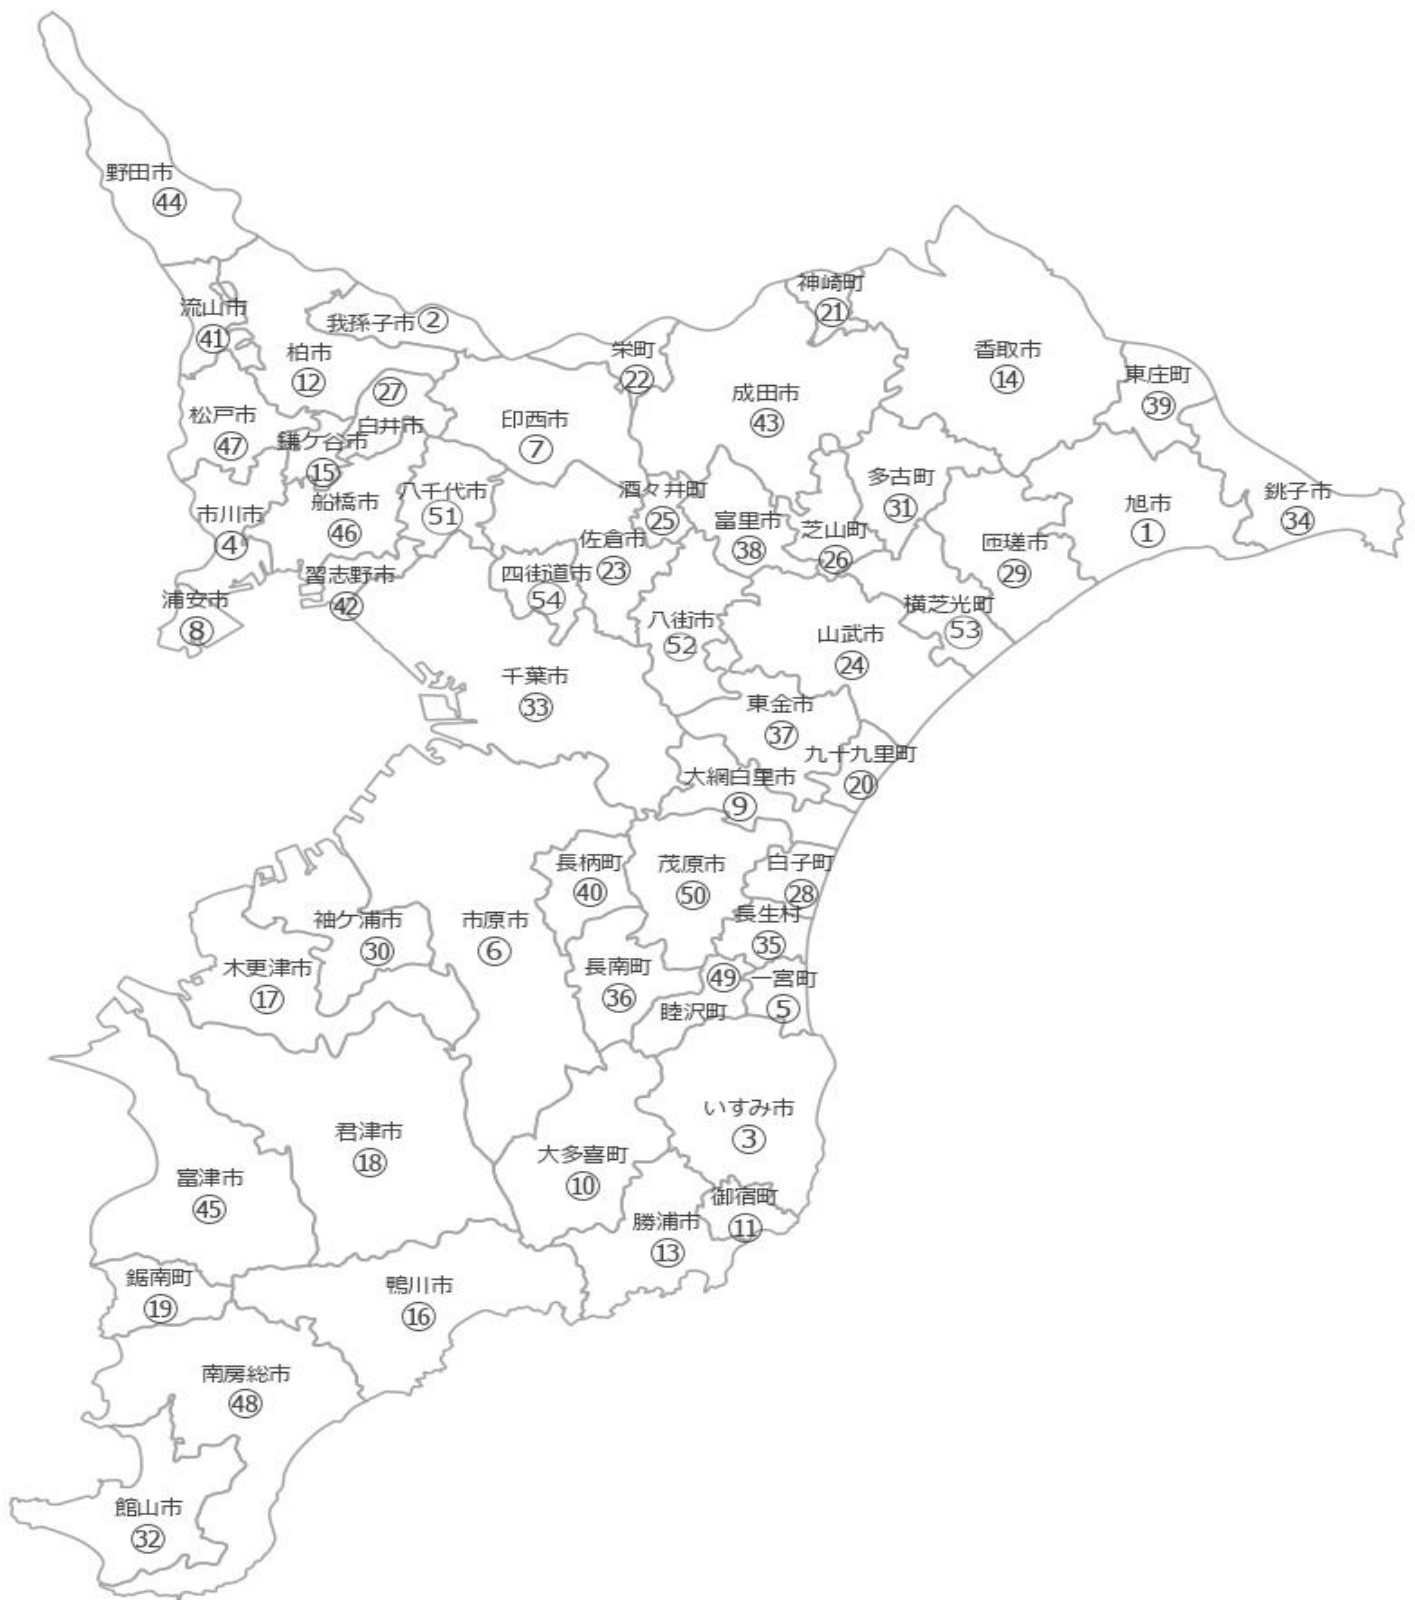 野田市
㊹
流山市
㊶
我孫子市②
柏市
⑫
㉗
白井市
松戸市
㊼
鎌ケ谷市
⑮
市川市
④
船橋市
㊻
八千代市
51
習志野市
㊷
浦安市
⑧
印西市
⑦
栄町
㉒
成田市
㊸
神崎町
㉑
香取市
⑭
東庄町
㊴
銚子市
㉞
旭市
①
匝瑳市
㉙
多古町
㉛
芝山町
㉖
横芝光町
53
酒々井町
㉕
富里市
㊳
佐倉市
㉓
四街道市
54
八街市
52
山武市
㉔
千葉市
㉝
東金市
㊲
九十九里町
⑳
大網白里市
⑨
長柄町
㊵
茂原市
㊿
白子町
㉘
長生村
㉟
袖ケ浦市
㉚
市原市
⑥
木更津市
⑰
長南町
㊱
㊾
睦沢町
一宮町
⑤
いすみ市
③
君津市
⑱
大多喜町
⑩
御宿町
⑪
勝浦市
⑬
富津市
㊺
鋸南町
⑲
鴨川市
⑯
南房総市
㊽
館山市
㉜